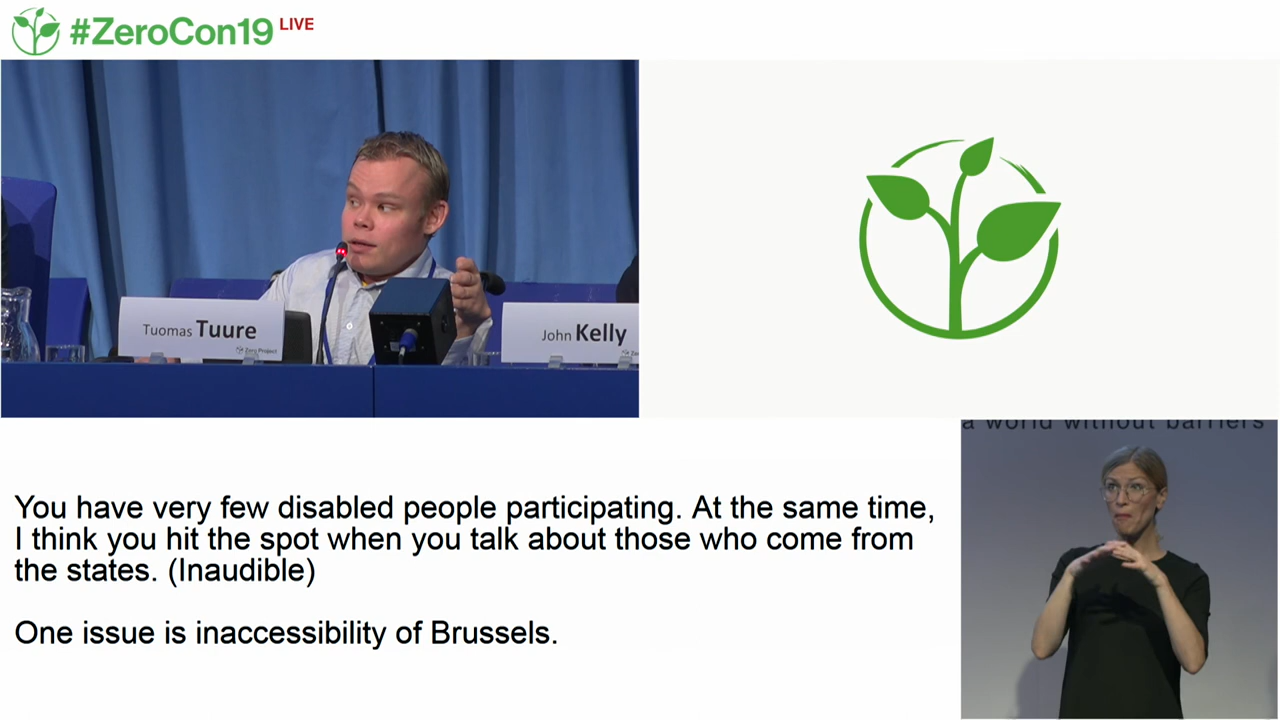 #ZeroCon19 LIVE
Tuomas Tuure
Zero Project
John Kelly
a world without barriers
You have very few disabled people participating. At the same time,
I think you hit the spot when you talk about those who come from
the states. (Inaudible)
One issue is inaccessibility of Brussels.